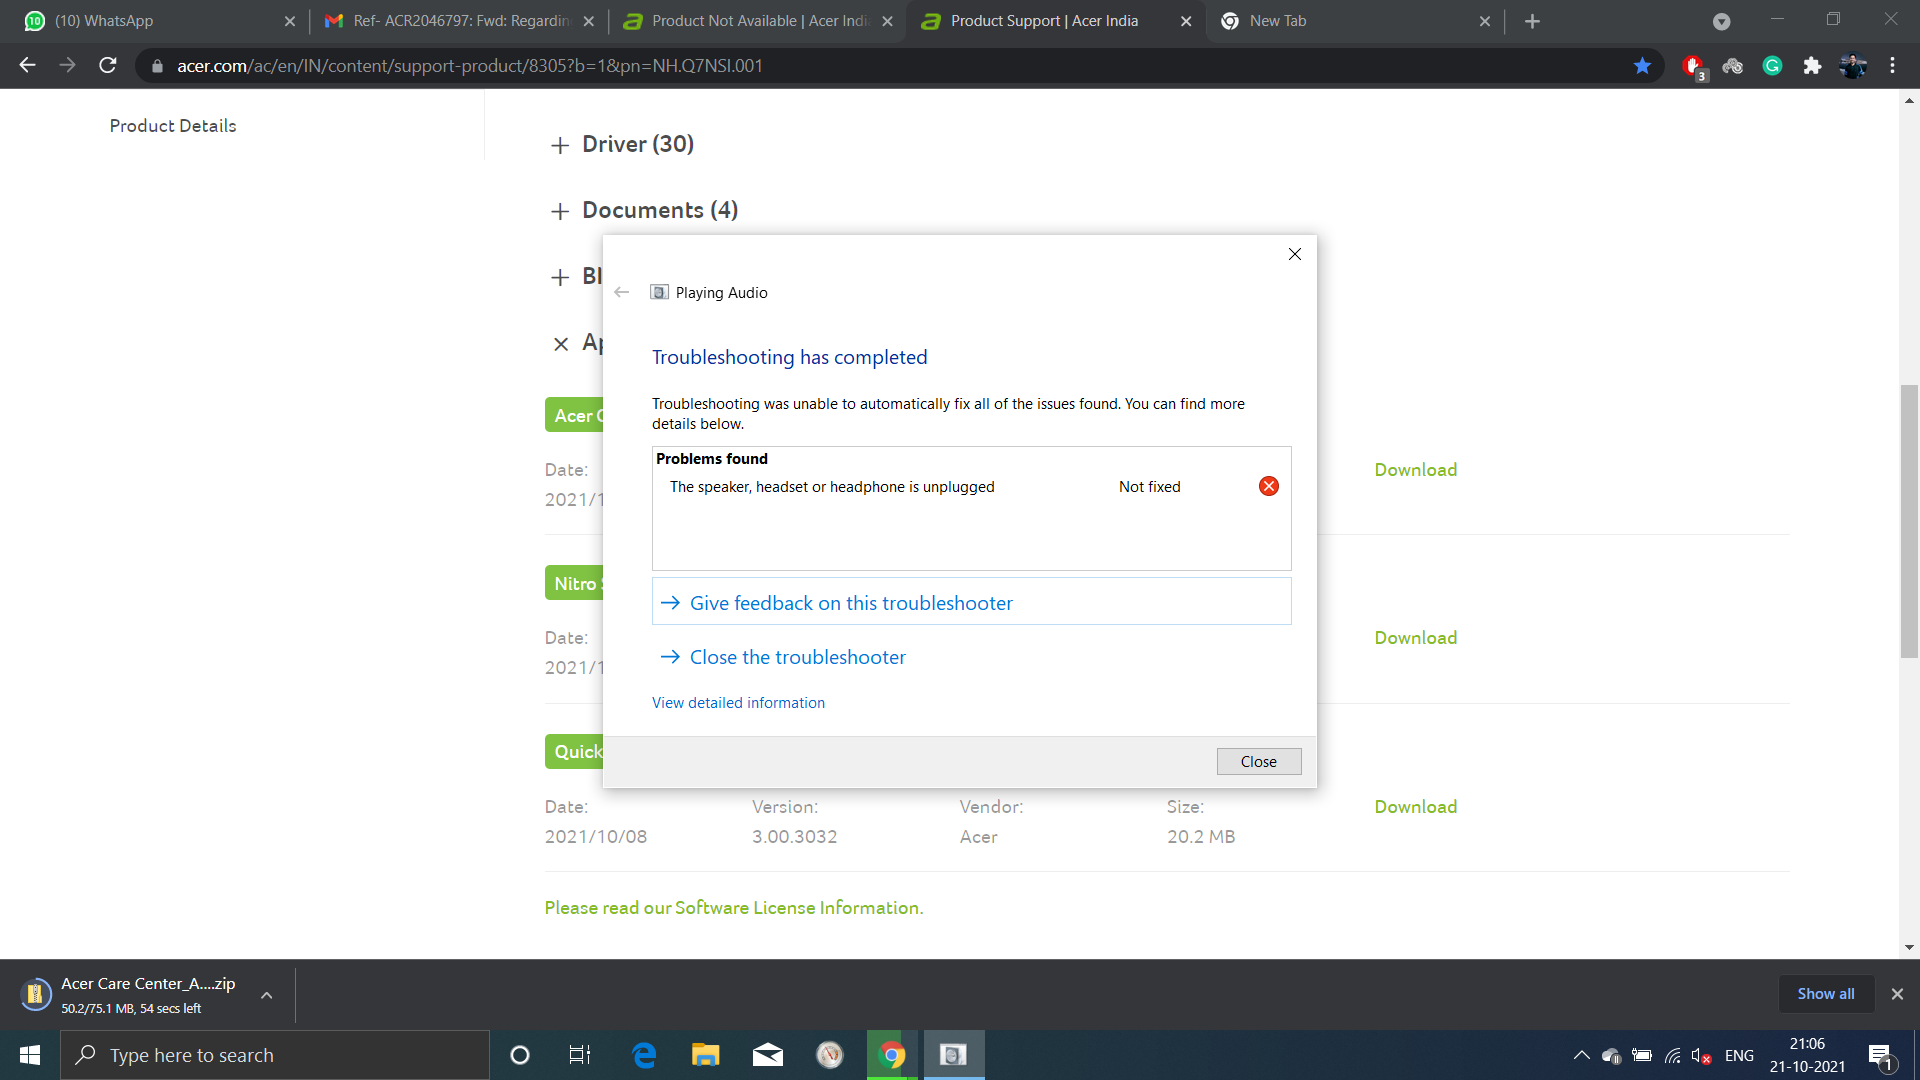 (10) WhatsApp
Ref- ACR2046797: Fwd: Regardin
Product Not Available | Acer Indi
Product Support | Acer India
New Tab
acer.com/ac/en/IN/content/support-product/8305?b=1&pn=NH.Q7NSI.001
3
Product Details
Driver (30)
Documents (4)
BI
Ap
Playing Audio
Troubleshooting has completed
Troubleshooting was unable to automatically fix all of the issues found. You can find more
details below.
Problems found
The speaker, headset or headphone is unplugged Not fixed
Give feedback on this troubleshooter
Close the troubleshooter
View detailed information
Close
Acer C
Date:
2021/1
Download
Nitro S
Date:
2021/1
Download
Quick
Date: Version: Vendor: Size: Download
2021/10/08 3.00.3032 Acer 20.2 MB
Please read our Software License Information.
Acer Care Center_A....zip
50.2/75.1 MB, 54 secs left
Show all
Type here to search
ENG
21:06
21-10-2021
1